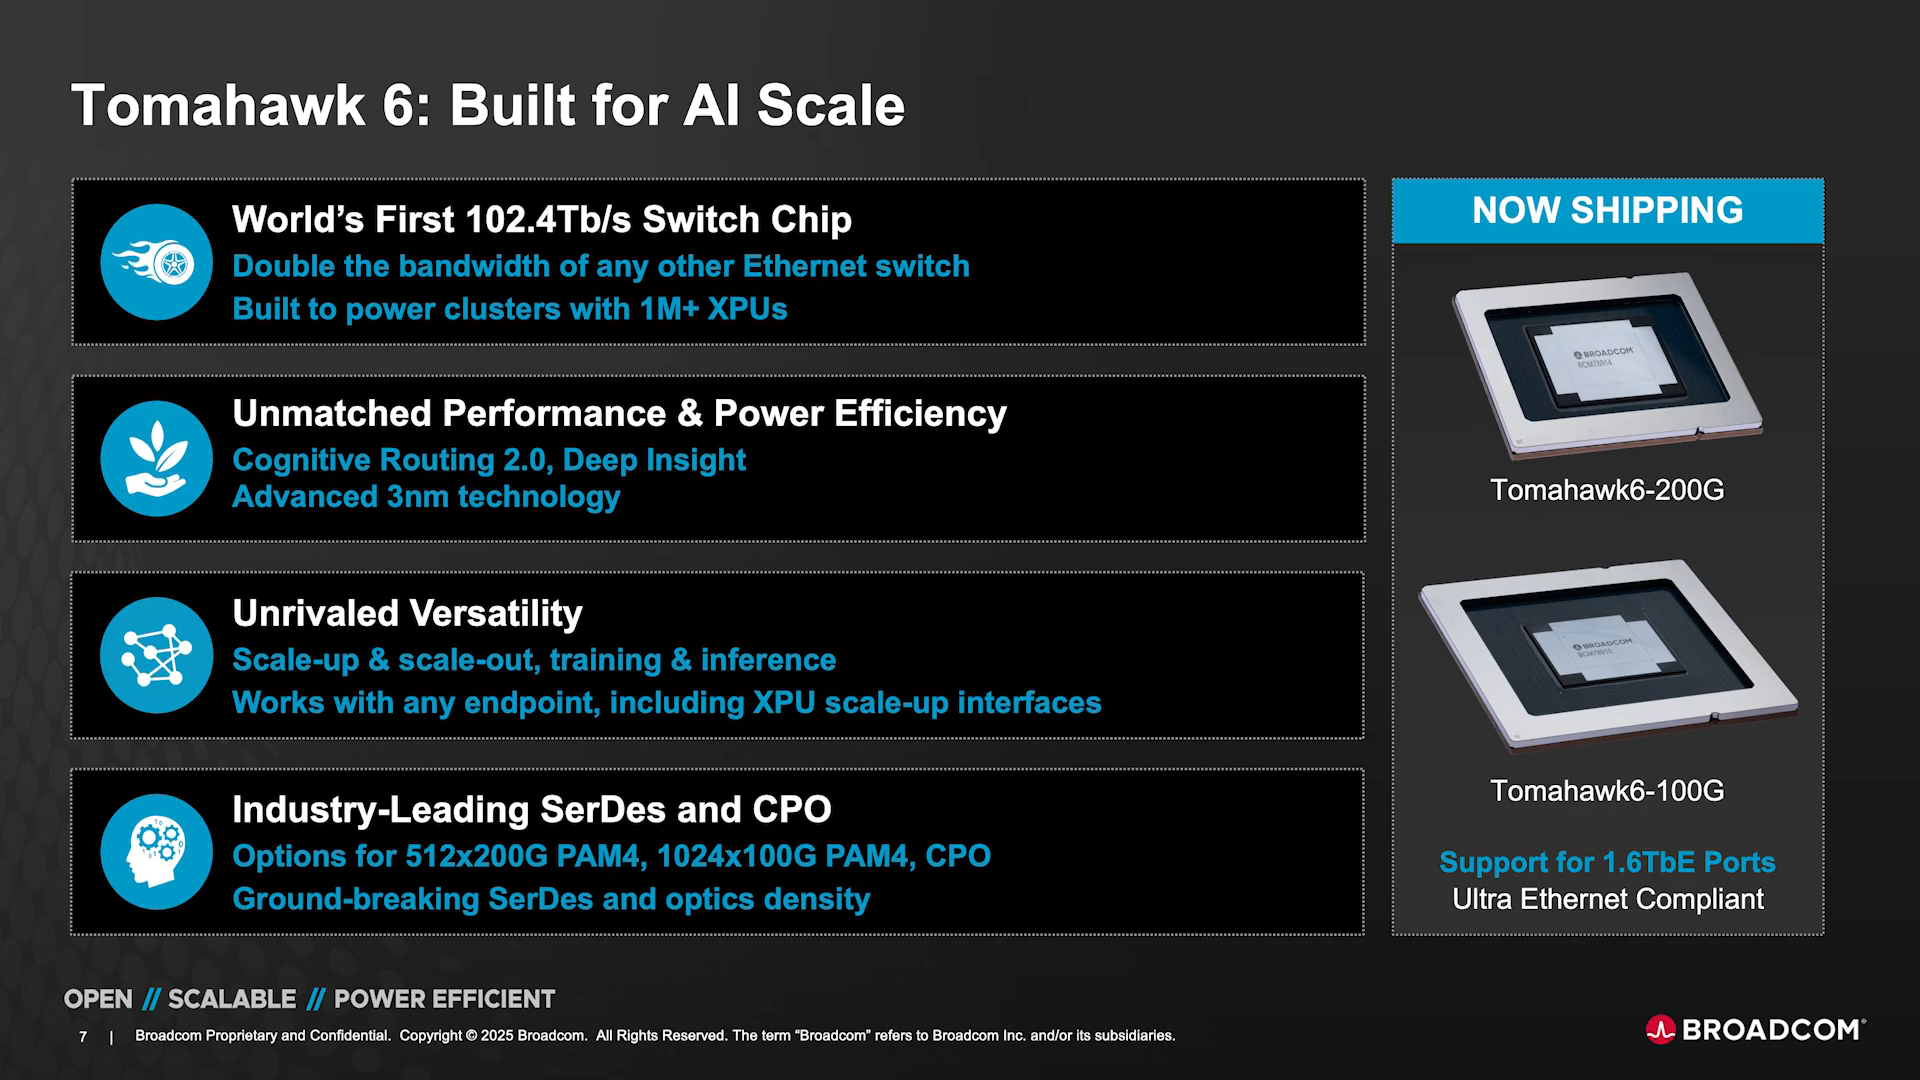 Tomahawk 6: Built for AI Scale
World’s First 102.4Tb/s Switch Chip
Double the bandwidth of any other Ethernet switch
Built to power clusters with 1M+ XPUs
Unmatched Performance & Power Efficiency
Cognitive Routing 2.0, Deep Insight
Advanced 3nm technology
Unrivaled Versatility
Scale-up & scale-out, training & inference
Works with any endpoint, including XPU scale-up interfaces
Industry-Leading SerDes and CPO
Options for 512x200G PAM4, 1024x100G PAM4, CPO
Ground-breaking SerDes and optics density
NOW SHIPPING
BROADCOM
BCM78914
Tomahawk6-200G
BROADCOM
BCM78910
Tomahawk6-100G
Support for 1.6TbE Ports
Ultra Ethernet Compliant
OPEN // SCALABLE // POWER EFFICIENT
7 | Broadcom Proprietary and Confidential. Copyright © 2025 Broadcom. All Rights Reserved. The term “Broadcom” refers to Broadcom Inc. and/or its subsidiaries.
BROADCOM®